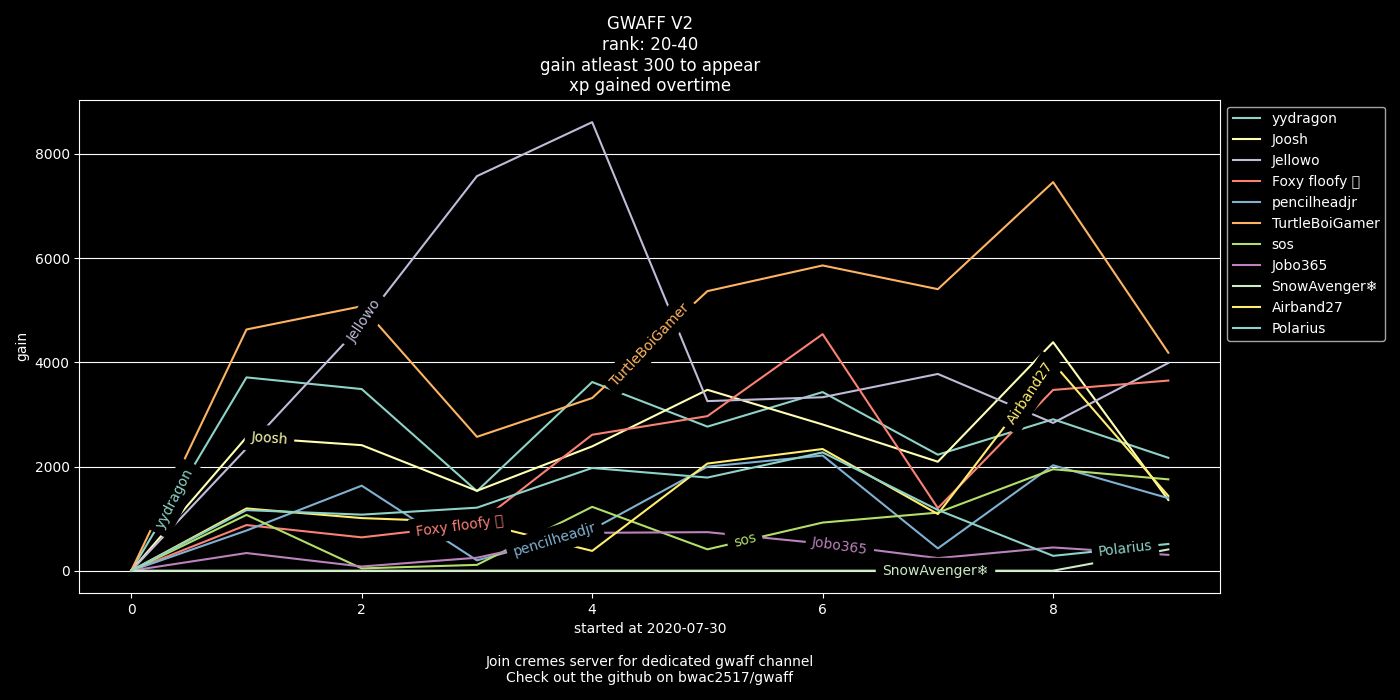 GWAFF V2
rank: 20-40
gain atleast 300 to appear
xp gained overtime
gain
8000
6000
4000
2000
0
0
2
4
6
8
yydragon
Joosh
Jellowo
Foxy floofy
pencilheadjr
TurtleBoiGamer
sos
Jobo365
SnowAvenger❄
Airband27
Polarius
yydragon
Joosh
Jellowo
Foxy floofy
pencilheadjr
TurtleBoiGamer
sos
Jobo365
SnowAvenger❄
Airband27
Polarius
started at 2020-07-30
Join cremes server for dedicated gwaff channel
Check out the github on bwac2517/gwaff